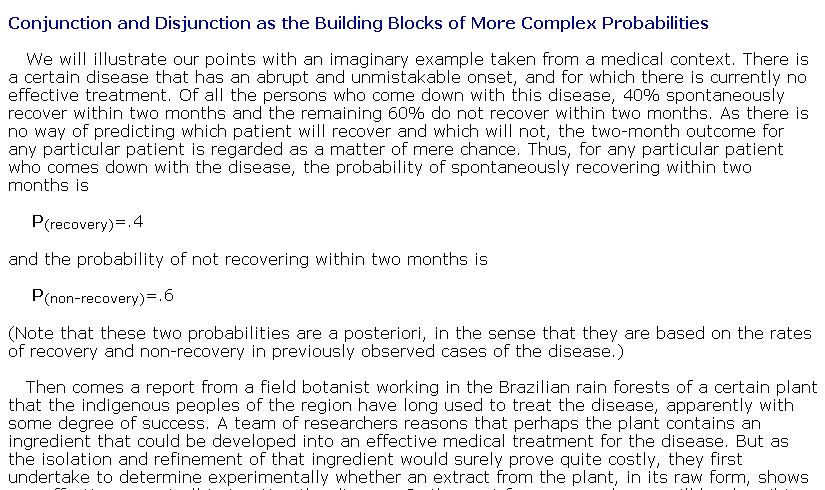 Conjunction and Disjunction as the Building Blocks of More Complex Probabilities
We will illustrate our points with an imaginary example taken from a medical context. There is
a certain disease that has an abrupt and unmistakable onset, and for which there is currently no
effective treatment. Of all the persons who come down with this disease, 40% spontaneously
recover within two months and the remaining 60% do not recover within two months. As there is
no way of predicting which patient will recover and which will not, the two-month outcome for
any particular patient is regarded as a matter of mere chance. Thus, for any particular patient
who comes down with the disease, the probability of spontaneously recovering within two
months is
P(recovery)=.4
and the probability of not recovering within two months is
P(non-recovery)=.6
(Note that these two probabilities are a posteriori, in the sense that they are based on the rates
of recovery and non-recovery in previously observed cases of the disease.)
Then comes a report from a field botanist working in the Brazilian rain forests of a certain plant
that the indigenous peoples of the region have long used to treat the disease, apparently with
some degree of success. A team of researchers reasons that perhaps the plant contains an
ingredient that could be developed into an effective medical treatment for the disease. But as
the isolation and refinement of that ingredient would surely prove quite costly, they first
undertake to determine experimentally whether an extract from the plant, in its raw form, shows